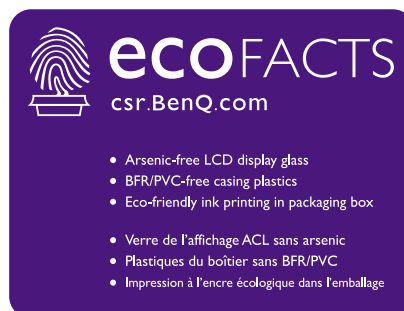 ecoFACTS
csr.BenQ.com
• Arsenic-free LCD display glass
• BFR/PVC-free casing plastics
• Eco-friendly ink printing in packaging box
• Verre de l'affichage ACL sans arsenic
• Plastiques du boîtier sans BFR/PVC
• Impression à l'encre écologique dans l'emballage